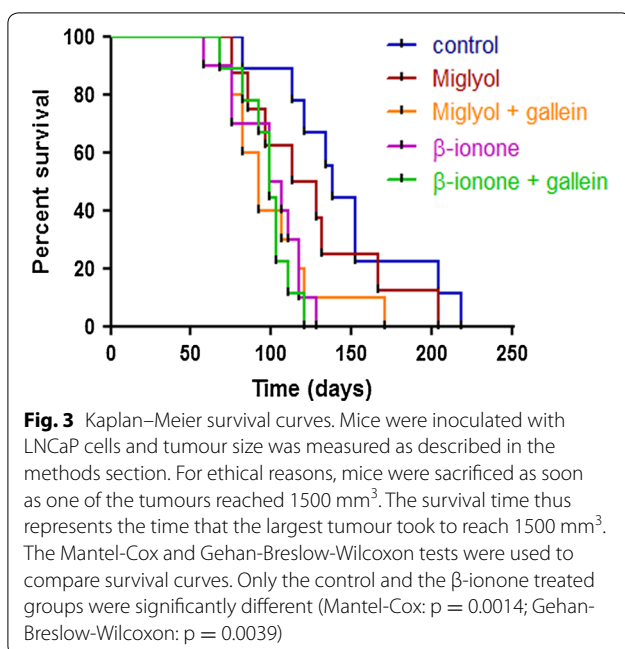 100
80
60
40
20
0
Percent survival
control
Miglyol
Miglyol + gallein
β-ionone
β-ionone + gallein
0 50 100 150 200 250
Time (days)
Fig. 3 Kaplan–Meier survival curves. Mice were inoculated with
LNCaP cells and tumour size was measured as described in the
methods section. For ethical reasons, mice were sacrificed as soon
as one of the tumours reached 1500 mm³. The survival time thus
represents the time that the largest tumour took to reach 1500 mm³.
The Mantel-Cox and Gehan-Breslow-Wilcoxon tests were used to
compare survival curves. Only the control and the β-ionone treated
groups were significantly different (Mantel-Cox: p = 0.0014; Gehan-
Breslow-Wilcoxon: p = 0.0039)